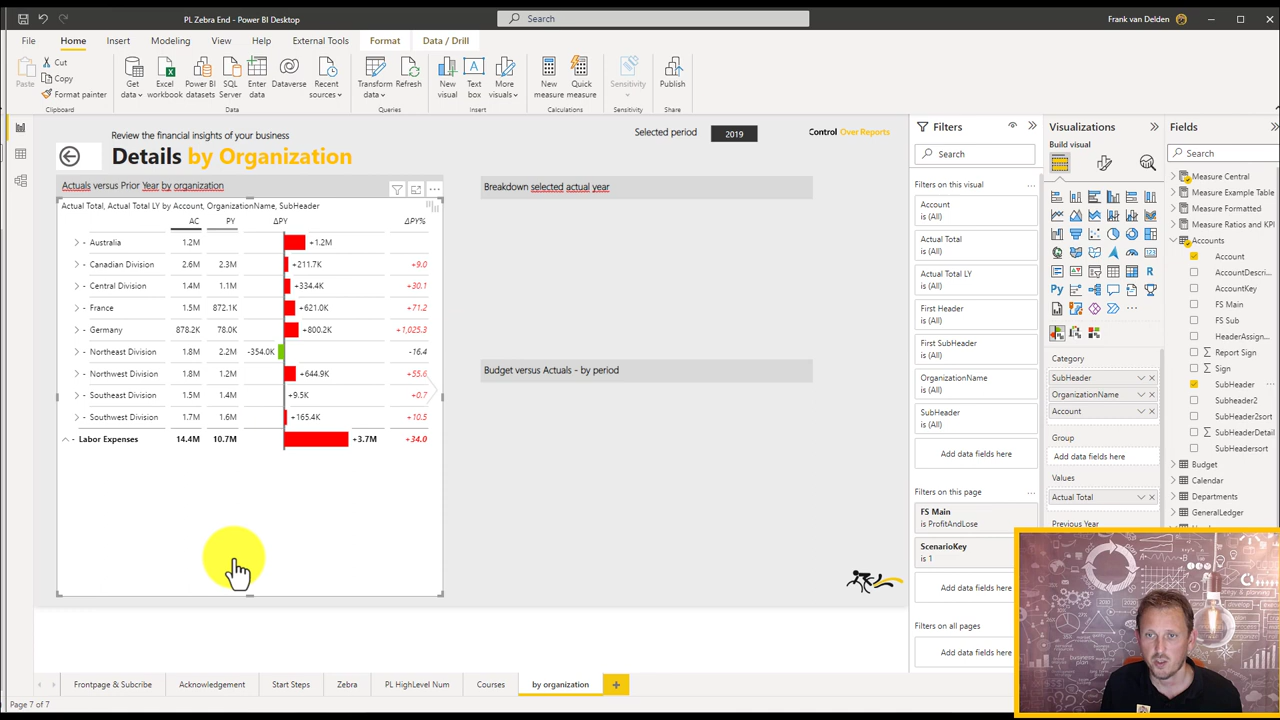 PL Zebra End - Power BI Desktop
Search
Frank van Delden
File
Home
Insert
Modeling
View
Help
External Tools
Format
Data / Drill
Paste
Cut
Copy
Format painter
Clipboard
Get data
Excel workbook
Power BI datasets
SQL Server
Enter data
Dataverse
Recent sources
Data
Transform data
Refresh
Queries
New visual
Text box
More visuals
Insert
New measure
Quick measure
Calculations
Sensitivity
Sensitivity
Publish
Share
Review the financial insights of your business
Details by Organization
Selected period
2019
Control Over Reports
Actuals versus Prior Year by organization
Actual Total, Actual Total LY by Account, OrganizationName, SubHeader
AC PY ΔPY ΔPY%
- Australia 1.2M +1.2M
- Canadian Division 2.6M 2.3M +211.7K +9.0
- Central Division 1.4M 1.1M +334.4K +30.1
- France 1.5M 872.1K +621.0K +71.2
- Germany 878.2K 78.0K +800.2K +1,025.3
- Northeast Division 1.8M 2.2M -354.0K -16.4
- Northwest Division 1.8M 1.2M +644.9K +55.6
- Southeast Division 1.5M 1.4M +9.5K +0.7
- Southwest Division 1.7M 1.6M +165.4K +10.5
- Labor Expenses 14.4M 10.7M +3.7M +34.0
Breakdown selected actual year
Budget versus Actuals - by period
Filters
Search
Filters on this visual
Account
is (All)
Actual Total
is (All)
Actual Total LY
is (All)
First Header
is (All)
First SubHeader
is (All)
OrganizationName
is (All)
SubHeader
is (All)
Add data fields here
Filters on this page
FS Main
is ProfitAndLose
ScenarioKey
is 1
Add data fields here
Filters on all pages
Add data fields here
Visualizations
Build visual
R
Py
Category
SubHeader
OrganizationName
Account
Group
Add data fields here
Values
Actual Total
Previous Year
Fields
Search
Measure Central
Measure Example Table
Measure Formatted
Measure Ratios and KPI
Accounts
Account
AccountDescri...
AccountKey
FS Main
FS Sub
HeaderAssign...
Report Sign
Sign
SubHeader
Subheader2
SubHeader2sort
SubHeaderDetail
SubHeadersort
Budget
Calendar
Departments
GeneralLedger
Frontpage & Subcribe
Acknowledgement
Start Steps
Zebra
PL HighLevel Num
Courses
by organization
Page 7 of 7